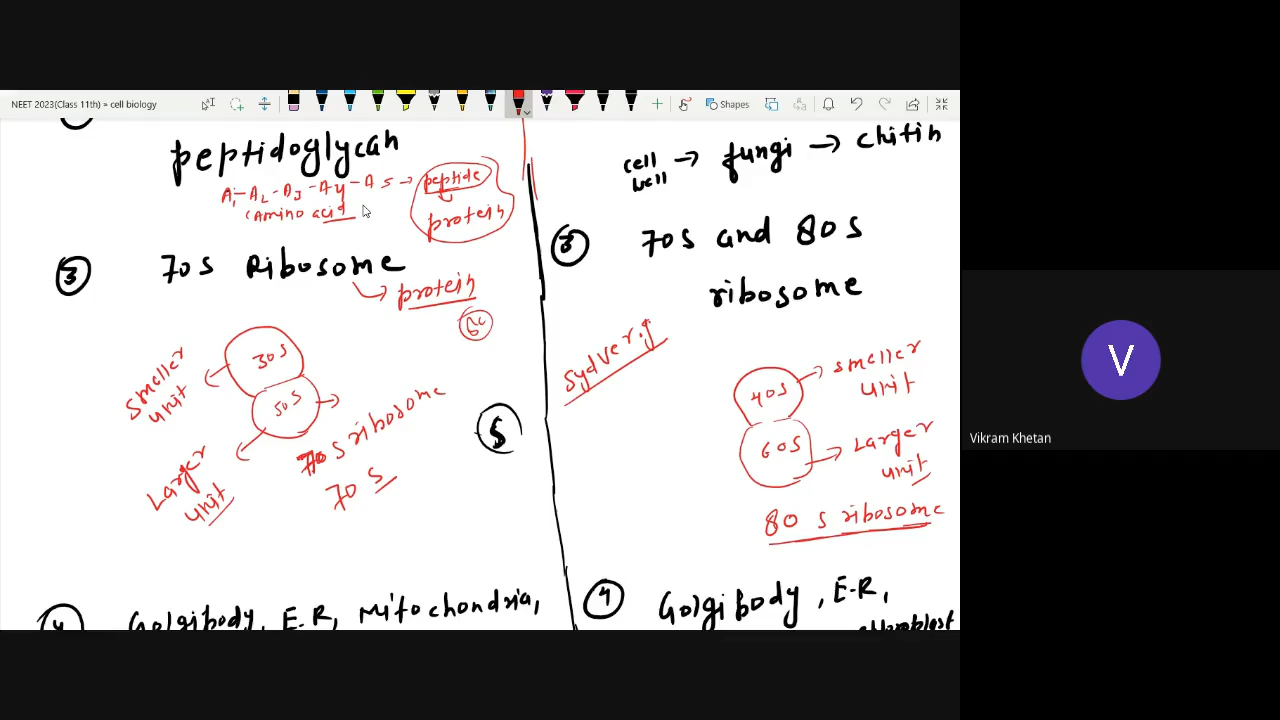 NEET 2023(Class 11th) » cell biology
Shapes
peptidoglycan
A1-A2-A3-A4-A5 → peptide
(Amino acid
protein
③ 70s Ribosome
→ protein
30s
50s
smaller
unit
Larger
unit
70s ribosome
70 s
S
cell
wall → fungi → chitin
③ 70s and 80s
ribosome
40s
60s
smaller
unit
Larger
unit
80 s ribosome
4 Golgibody, E.R, Mitochondria,
④ Golgibody, E.R,
chloroplast
V
Vikram Khetan